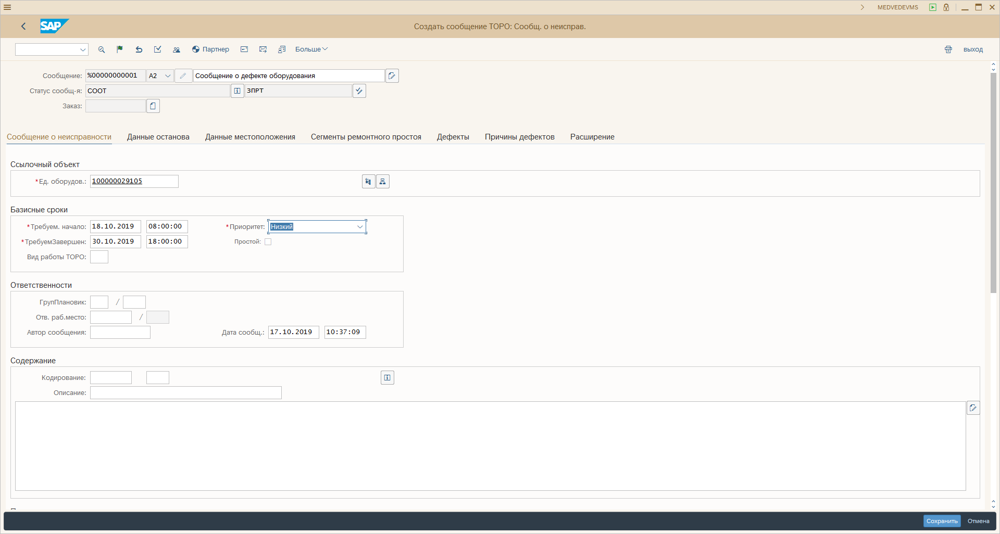 MEDVEDEVMS
SAP
Создать сообщение ТОРО: Сообщ. о неисправ.
Партнер
Больше
выход
Сообщение: %00000000001 A2 Сообщение о дефекте оборудования
Статус сообщ-я: СООТ ЗПРТ
Заказ:
Сообщение о неисправности Данные останова Данные местоположения Сегменты ремонтного простоя Дефекты Причины дефектов Расширение
Ссылочный объект
*Ед. оборудов.: 100000029105
Базисные сроки
*Требуем. начало: 18.10.2019 08:00:00 *Приоритет: Низкий
*ТребуемЗавершен: 30.10.2019 18:00:00 Простой:
Вид работы ТОРО:
Ответственности
ГрупПлановик: /
Отв. раб.место: /
Автор сообщения: Дата сообщ.: 17.10.2019 10:37:09
Содержание
Кодирование:
Описание:
Сохранить Отмена